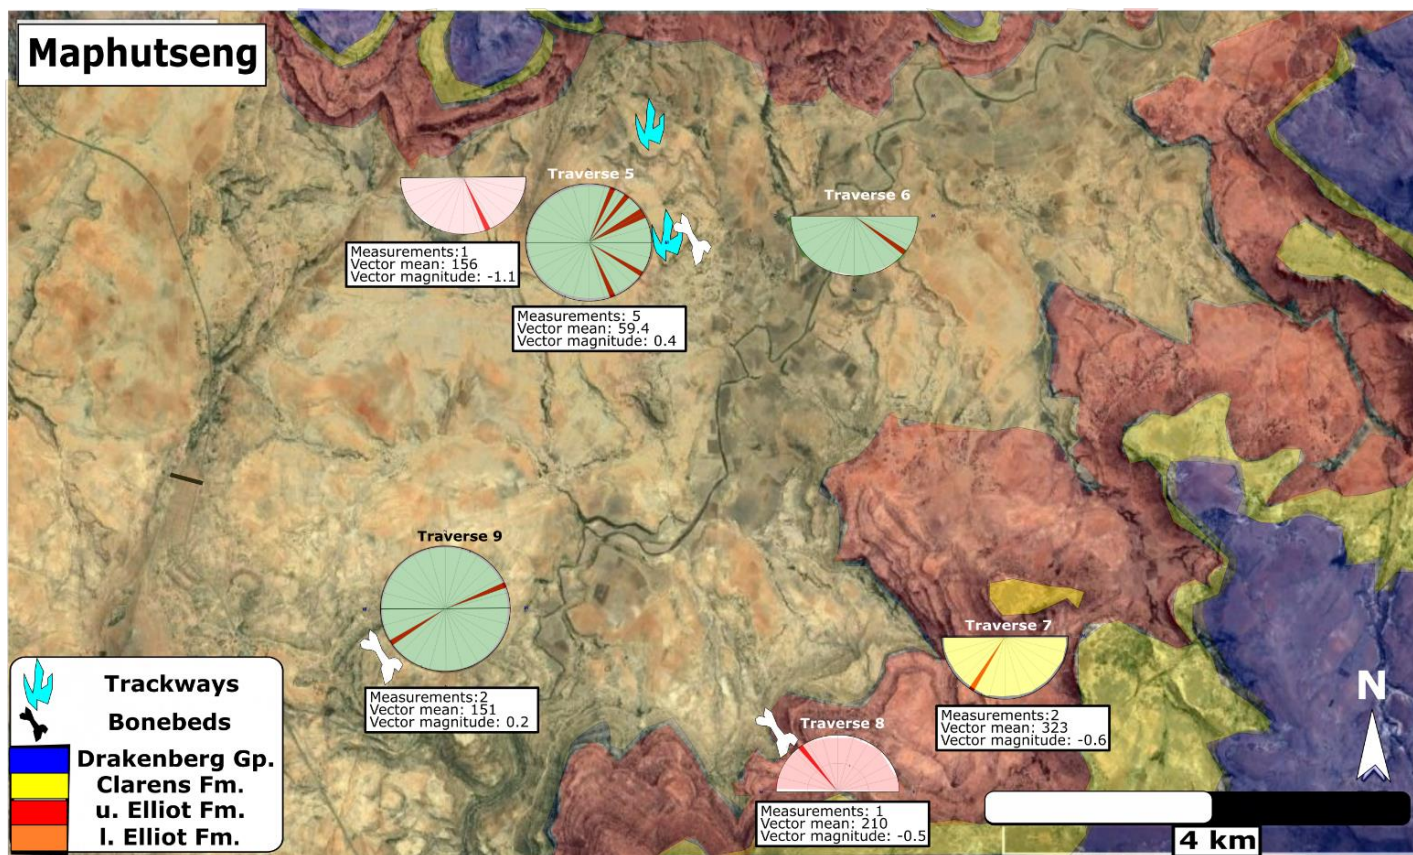 Maphutseng
Traverse 5
Traverse 6
Measurements:1
Vector mean: 156
Vector magnitude: -1.1
Measurements: 5
Vector mean: 59.4
Vector magnitude: 0.4
Traverse 9
Measurements:2
Vector mean: 151
Vector magnitude: 0.2
Traverse 7
Measurements:2
Vector mean: 323
Vector magnitude: -0.6
Traverse 8
Measurements: 1
Vector mean: 210
Vector magnitude: -0.5
Trackways
Bonebeds
Drakenberg Gp.
Clarens Fm.
u. Elliot Fm.
l. Elliot Fm.
N
4 km